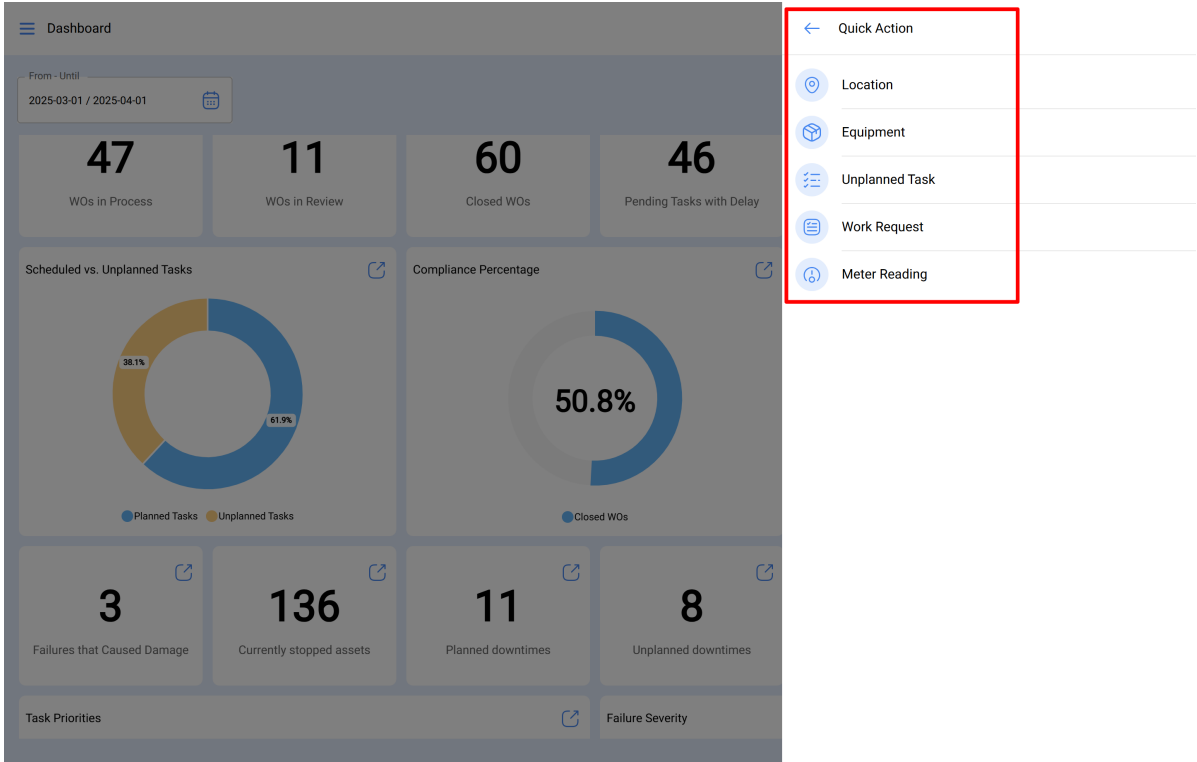 Dashboard
From - Until
2025-03-01 / 2025-04-01
47
WOs in Process
11
WOs in Review
60
Closed WOs
46
Pending Tasks with Delay
Scheduled vs. Unplanned Tasks
38.1%
61.9%
Planned Tasks
Unplanned Tasks
Compliance Percentage
50.8%
Closed WOs
3
Failures that Caused Damage
136
Currently stopped assets
11
Planned downtimes
8
Unplanned downtimes
Task Priorities
Failure Severity
Quick Action
Location
Equipment
Unplanned Task
Work Request
Meter Reading